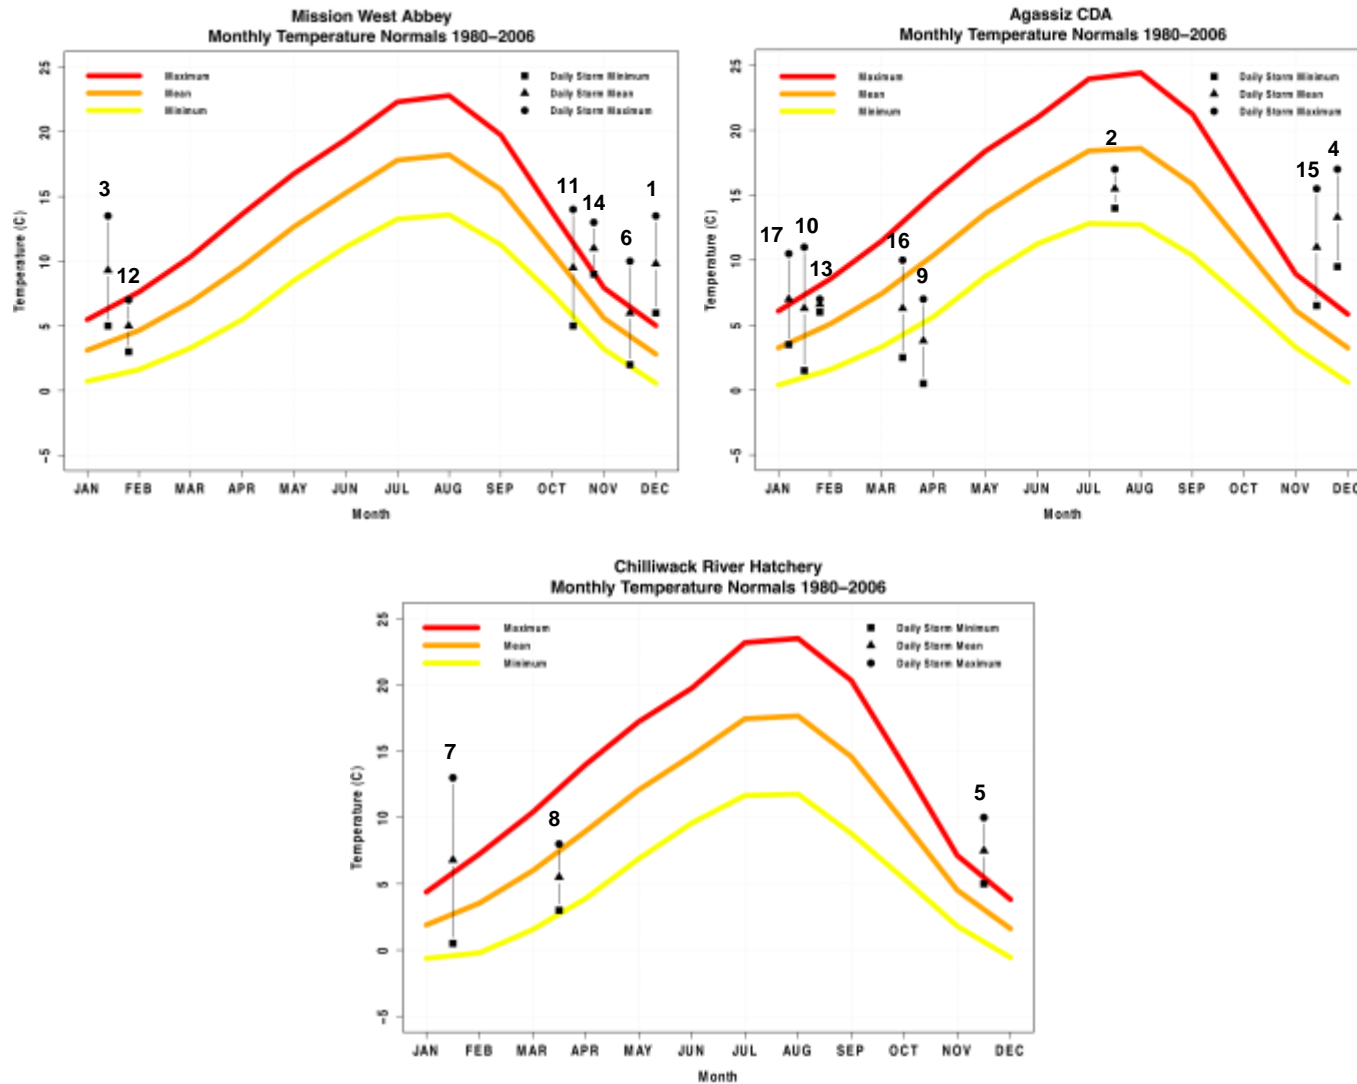 Mission West Abbey
Monthly Temperature Normals 1980–2006
Maximum
Mean
Minimum
Daily Storm Minimum
Daily Storm Mean
Daily Storm Maximum
3
12
11
14
6
1
Temperature (C)
25
20
15
10
5
0
−5
JAN FEB MAR APR MAY JUN JUL AUG SEP OCT NOV DEC
Month
Agassiz CDA
Monthly Temperature Normals 1980–2006
Maximum
Mean
Minimum
Daily Storm Minimum
Daily Storm Mean
Daily Storm Maximum
17
10
13
16
9
2
15
4
Temperature (C)
25
20
15
10
5
0
−5
JAN FEB MAR APR MAY JUN JUL AUG SEP OCT NOV DEC
Month
Chilliwack River Hatchery
Monthly Temperature Normals 1980–2006
Maximum
Mean
Minimum
Daily Storm Minimum
Daily Storm Mean
Daily Storm Maximum
7
8
5
Temperature (C)
25
20
15
10
5
0
−5
JAN FEB MAR APR MAY JUN JUL AUG SEP OCT NOV DEC
Month